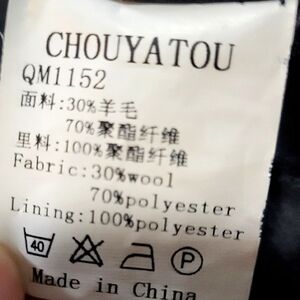 CHOUYATOU
QM1152
面料:30%羊毛
70%聚酯纤维
里料:100%聚酯纤维
Fabric:30%wool
70%polyester
Lining:100%polyester
40 P
Made in China